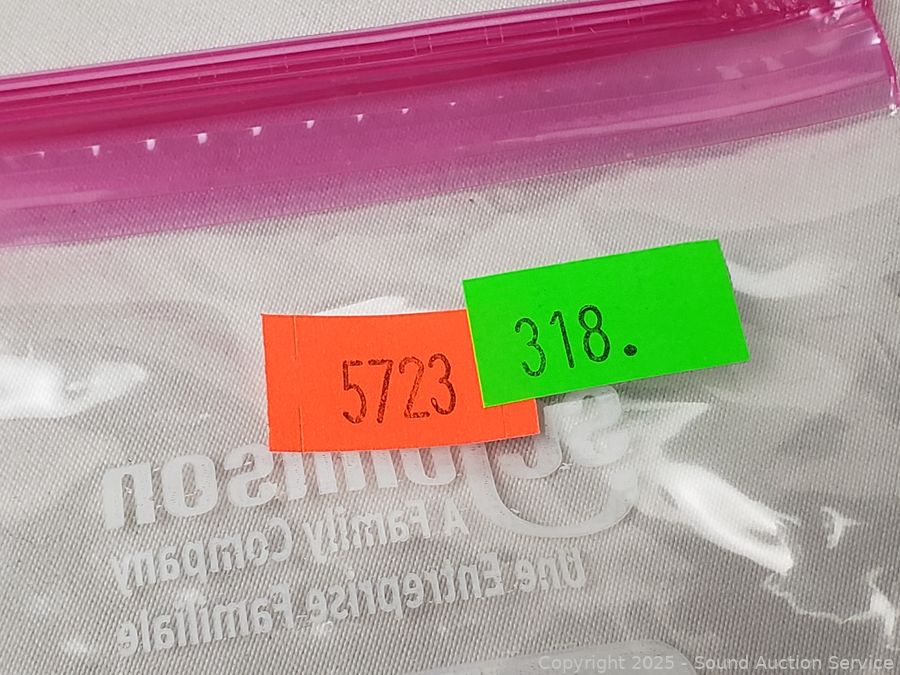 318.
5723
SC Johnson
A Family Company
Une Entreprise Familiale
Copyright 2025 - Sound Auction Service